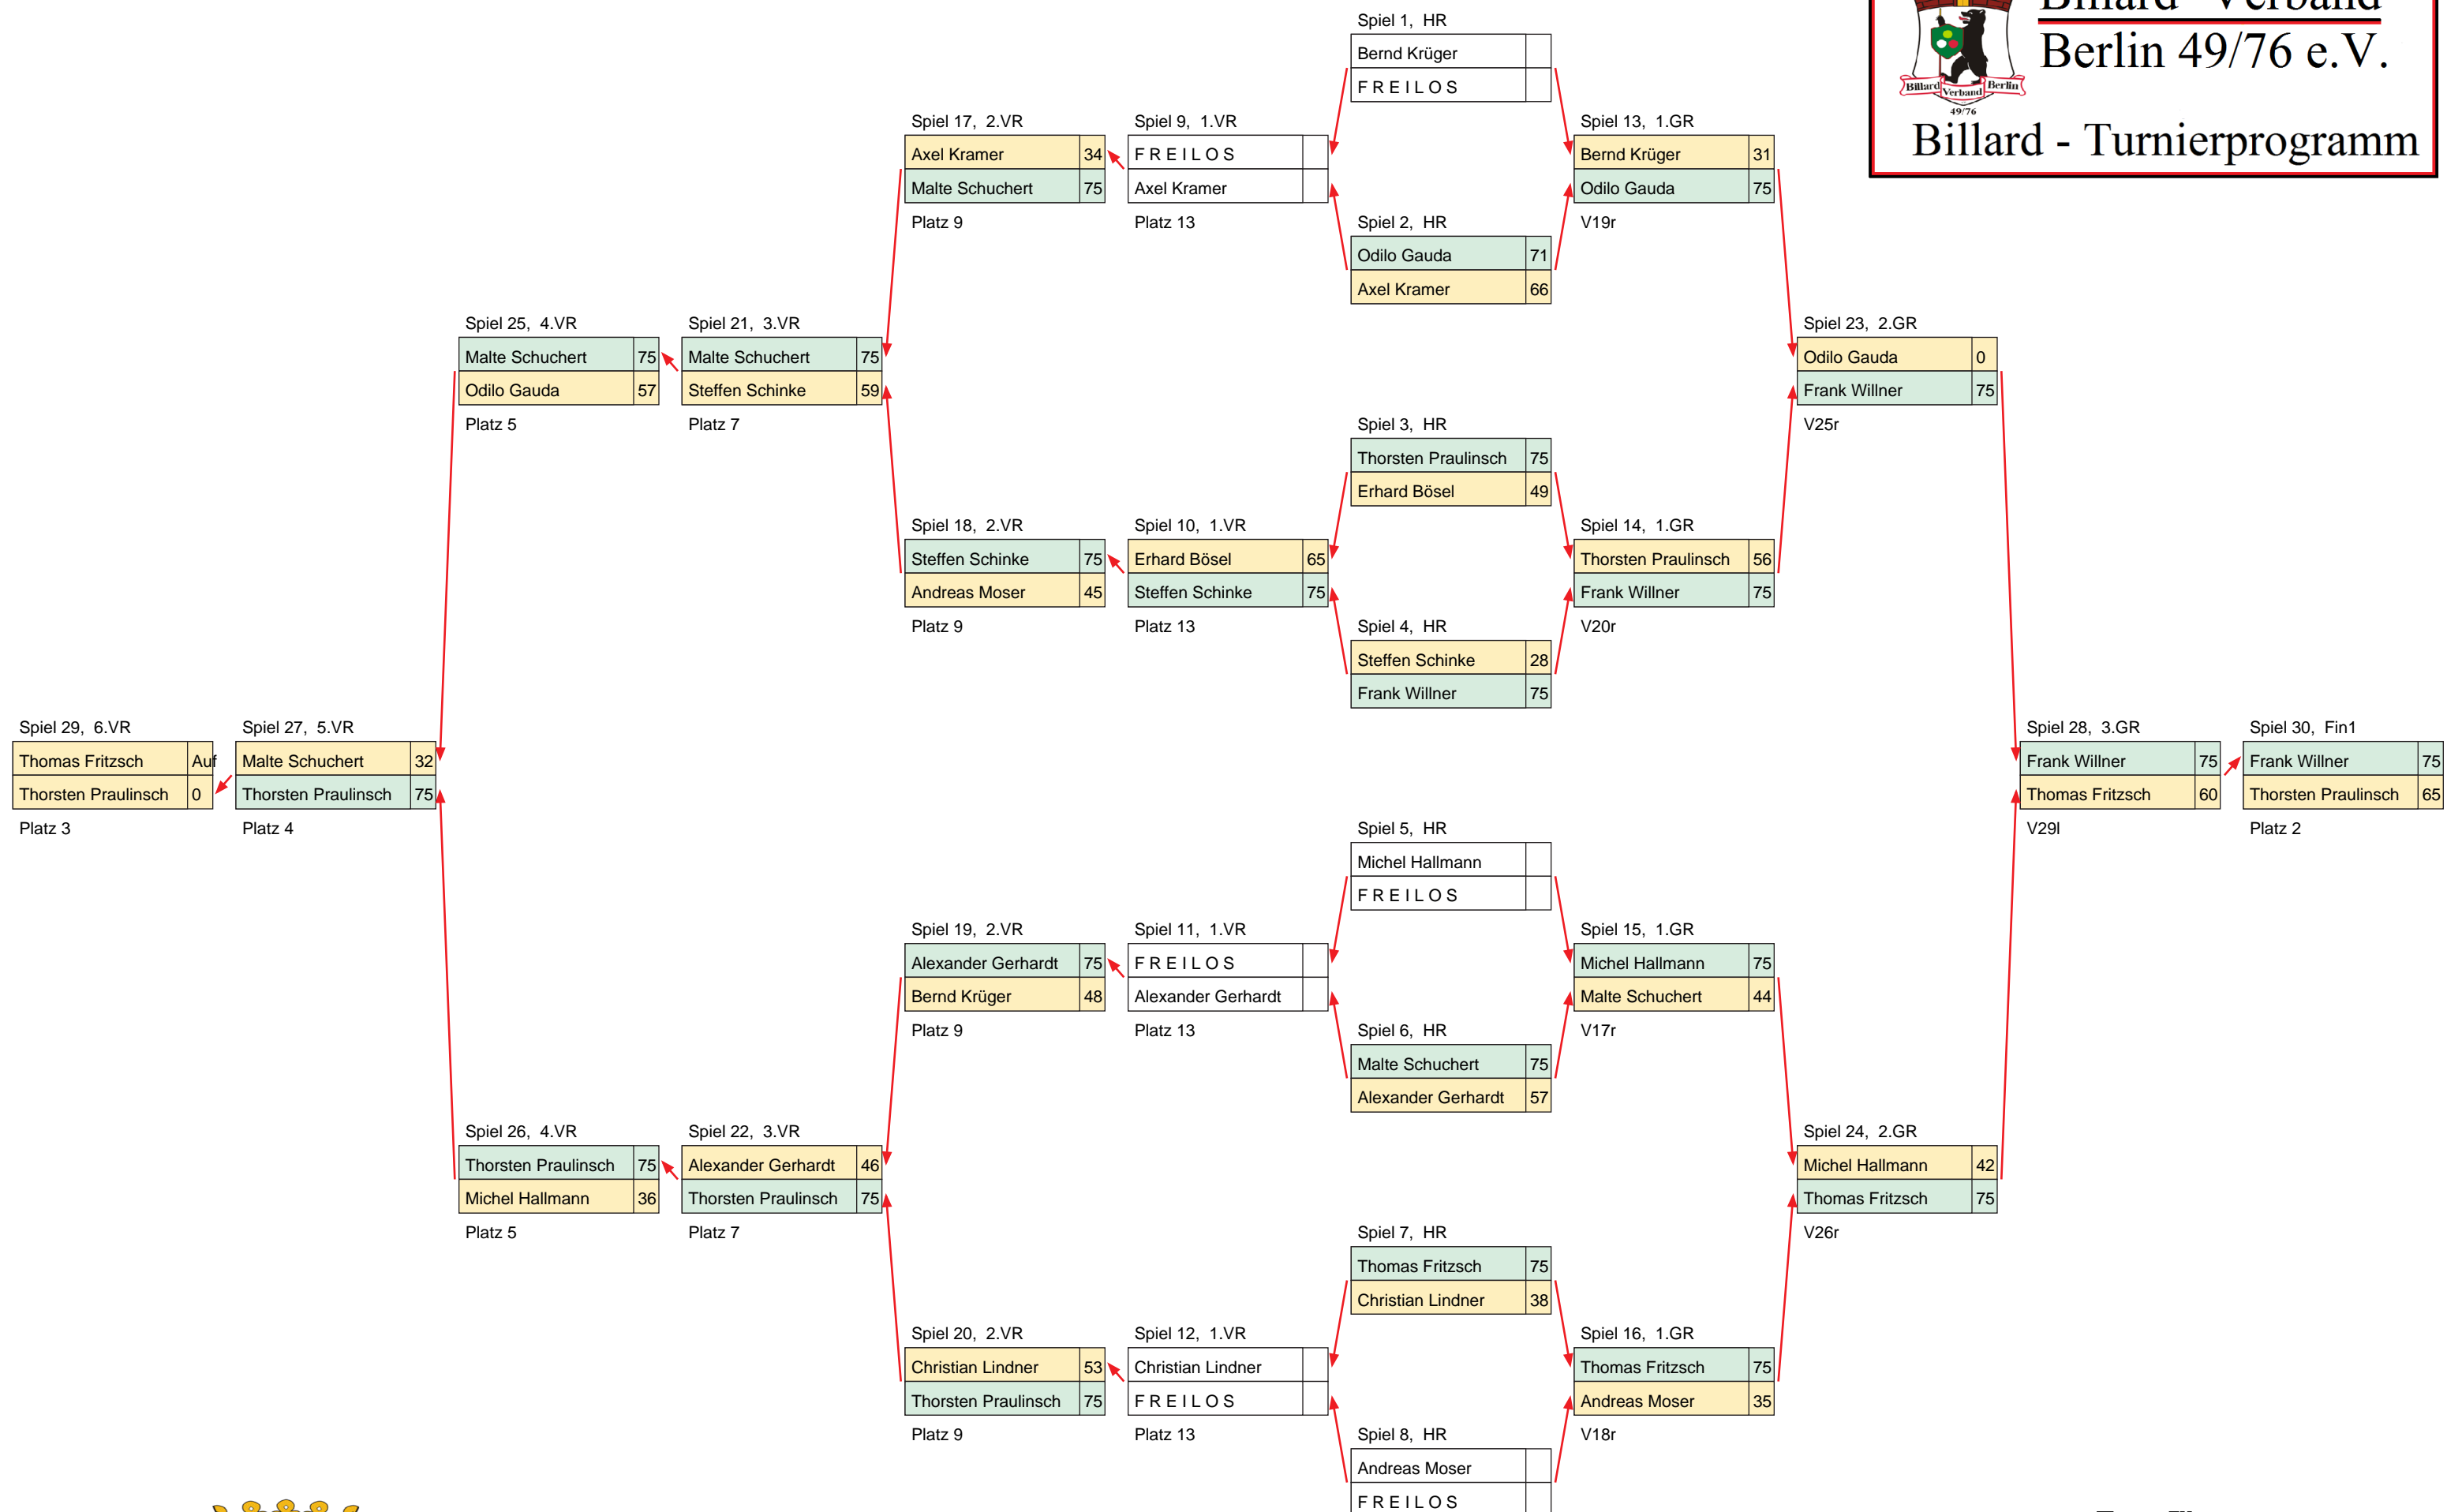 Spiel 1, HR
Bernd Krüger
F R E I L O S
Berlin 49/76 e.V.
Billard Verband Berlin
49/76
Billard - Turnierprogramm
Spiel 17, 2.VR
Axel Kramer 34
Malte Schuchert 75
Platz 9
Spiel 9, 1.VR
F R E I L O S
Axel Kramer
Platz 13
Spiel 13, 1.GR
Bernd Krüger 31
Odilo Gauda 75
V19r
Spiel 2, HR
Odilo Gauda 71
Axel Kramer 66
Spiel 25, 4.VR
Malte Schuchert 75
Odilo Gauda 57
Platz 5
Spiel 21, 3.VR
Malte Schuchert 75
Steffen Schinke 59
Platz 7
Spiel 23, 2.GR
Odilo Gauda 0
Frank Willner 75
V25r
Spiel 3, HR
Thorsten Praulinsch 75
Erhard Bösel 49
Spiel 18, 2.VR
Steffen Schinke 75
Andreas Moser 45
Platz 9
Spiel 10, 1.VR
Erhard Bösel 65
Steffen Schinke 75
Platz 13
Spiel 14, 1.GR
Thorsten Praulinsch 56
Frank Willner 75
V20r
Spiel 4, HR
Steffen Schinke 28
Frank Willner 75
Spiel 29, 6.VR
Thomas Fritzsch Auf
Thorsten Praulinsch 0
Platz 3
Spiel 27, 5.VR
Malte Schuchert 32
Thorsten Praulinsch 75
Platz 4
Spiel 28, 3.GR
Frank Willner 75
Thomas Fritzsch 60
V29l
Spiel 30, Fin1
Frank Willner 75
Thorsten Praulinsch 65
Platz 2
Spiel 5, HR
Michel Hallmann
F R E I L O S
Spiel 19, 2.VR
Alexander Gerhardt 75
Bernd Krüger 48
Platz 9
Spiel 11, 1.VR
F R E I L O S
Alexander Gerhardt
Platz 13
Spiel 15, 1.GR
Michel Hallmann 75
Malte Schuchert 44
V17r
Spiel 6, HR
Malte Schuchert 75
Alexander Gerhardt 57
Spiel 26, 4.VR
Thorsten Praulinsch 75
Michel Hallmann 36
Platz 5
Spiel 22, 3.VR
Alexander Gerhardt 46
Thorsten Praulinsch 75
Platz 7
Spiel 24, 2.GR
Michel Hallmann 42
Thomas Fritzsch 75
V26r
Spiel 7, HR
Thomas Fritzsch 75
Christian Lindner 38
Spiel 20, 2.VR
Christian Lindner 53
Thorsten Praulinsch 75
Platz 9
Spiel 12, 1.VR
Christian Lindner
F R E I L O S
Platz 13
Spiel 16, 1.GR
Thomas Fritzsch 75
Andreas Moser 35
V18r
Spiel 8, HR
Andreas Moser
F R E I L O S